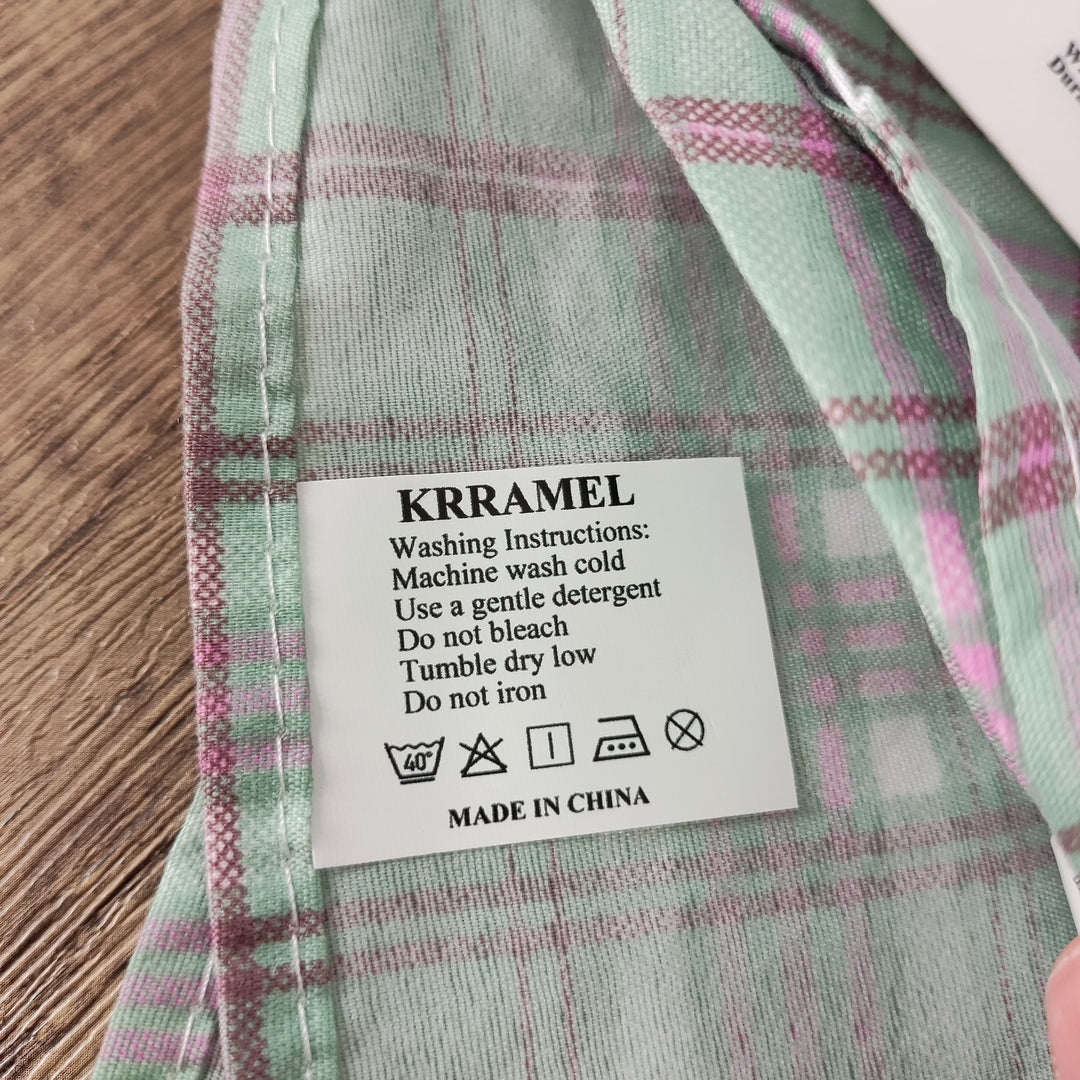 KRRAMEL
Washing Instructions:
Machine wash cold
Use a gentle detergent
Do not bleach
Tumble dry low
Do not iron
40°
MADE IN CHINA